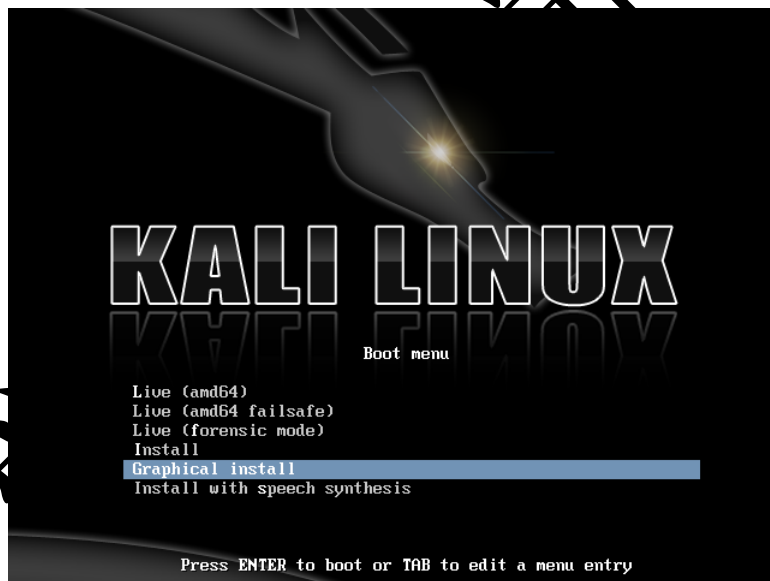 KALI LINUX
Boot menu
Live (amd64)
Live (amd64 failsafe)
Live (forensic mode)
Install
Graphical install
Install with speech synthesis
Press ENTER to boot or TAB to edit a menu entry